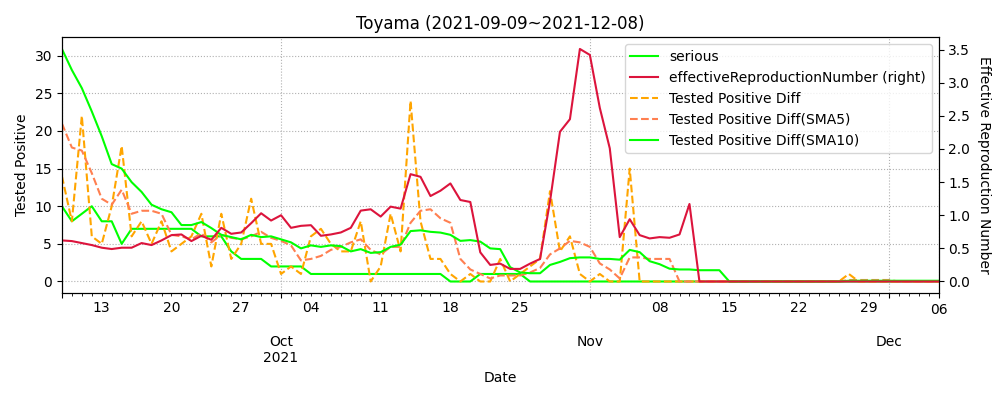 Toyama (2021-09-09~2021-12-08)
Tested Positive
30
25
20
15
10
5
0
serious
effectiveReproductionNumber (right)
Tested Positive Diff
Tested Positive Diff(SMA5)
Tested Positive Diff(SMA10)
3.5
3.0
2.5
2.0
1.5
1.0
0.5
0.0
Effective Reproduction Number
13 20 27 04 11 18 25 08 15 22 29 06
Oct Nov Dec
2021
Date